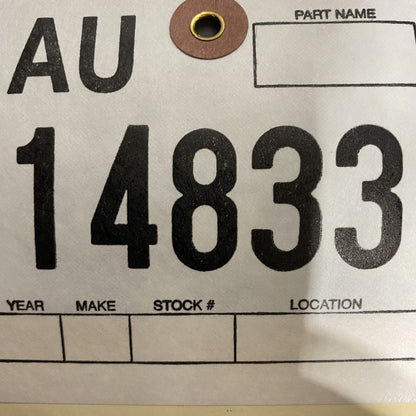 AU
PART NAME
14833
YEAR MAKE STOCK # LOCATION